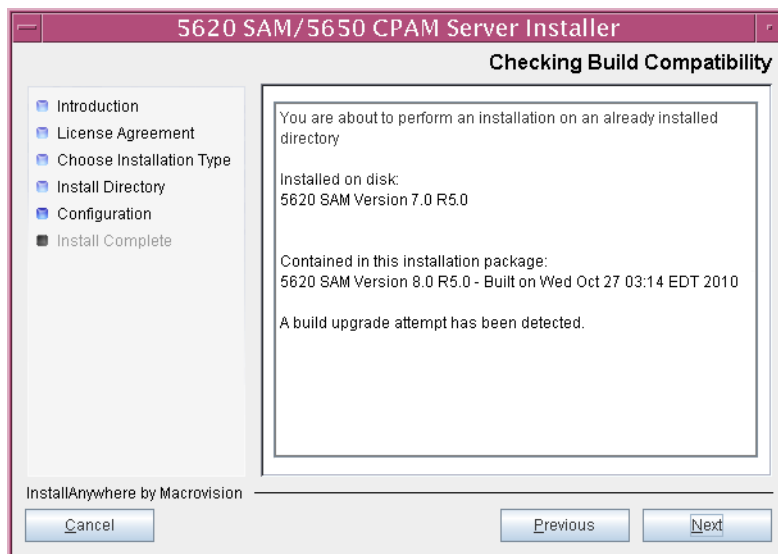 5620 SAM/5650 CPAM Server Installer
Checking Build Compatibility
Introduction
License Agreement
Choose Installation Type
Install Directory
Configuration
Install Complete
You are about to perform an installation on an already installed
directory
Installed on disk:
5620 SAM Version 7.0 R5.0
Contained in this installation package:
5620 SAM Version 8.0 R5.0 - Built on Wed Oct 27 03:14 EDT 2010
A build upgrade attempt has been detected.
InstallAnywhere by Macrovision
Cancel
Previous
Next